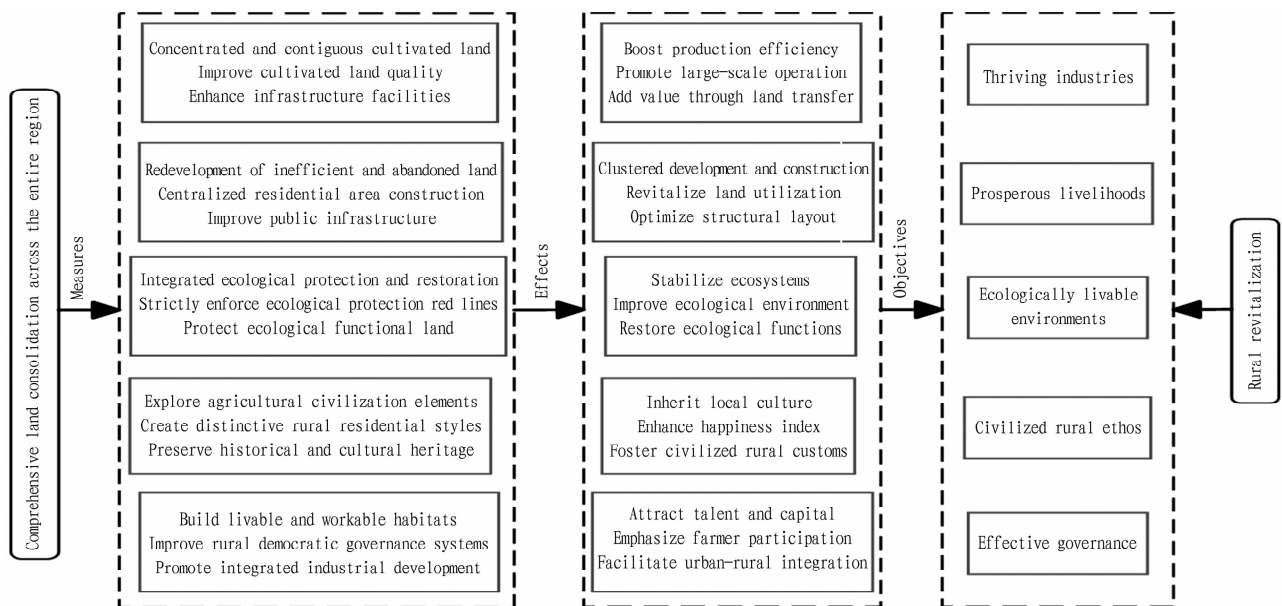 Comprehensive land consolidation across the entire region
Measures
Concentrated and contiguous cultivated land
Improve cultivated land quality
Enhance infrastructure facilities
Redevelopment of inefficient and abandoned land
Centralized residential area construction
Improve public infrastructure
Integrated ecological protection and restoration
Strictly enforce ecological protection red lines
Protect ecological functional land
Explore agricultural civilization elements
Create distinctive rural residential styles
Preserve historical and cultural heritage
Build livable and workable habitats
Improve rural democratic governance systems
Promote integrated industrial development
Effects
Boost production efficiency
Promote large-scale operation
Add value through land transfer
Clustered development and construction
Revitalize land utilization
Optimize structural layout
Stabilize ecosystems
Improve ecological environment
Restore ecological functions
Inherit local culture
Enhance happiness index
Foster civilized rural customs
Attract talent and capital
Emphasize farmer participation
Facilitate urban-rural integration
Objectives
Thriving industries
Prosperous livelihoods
Ecologically livable
environments
Civilized rural ethos
Effective governance
Rural revitalization